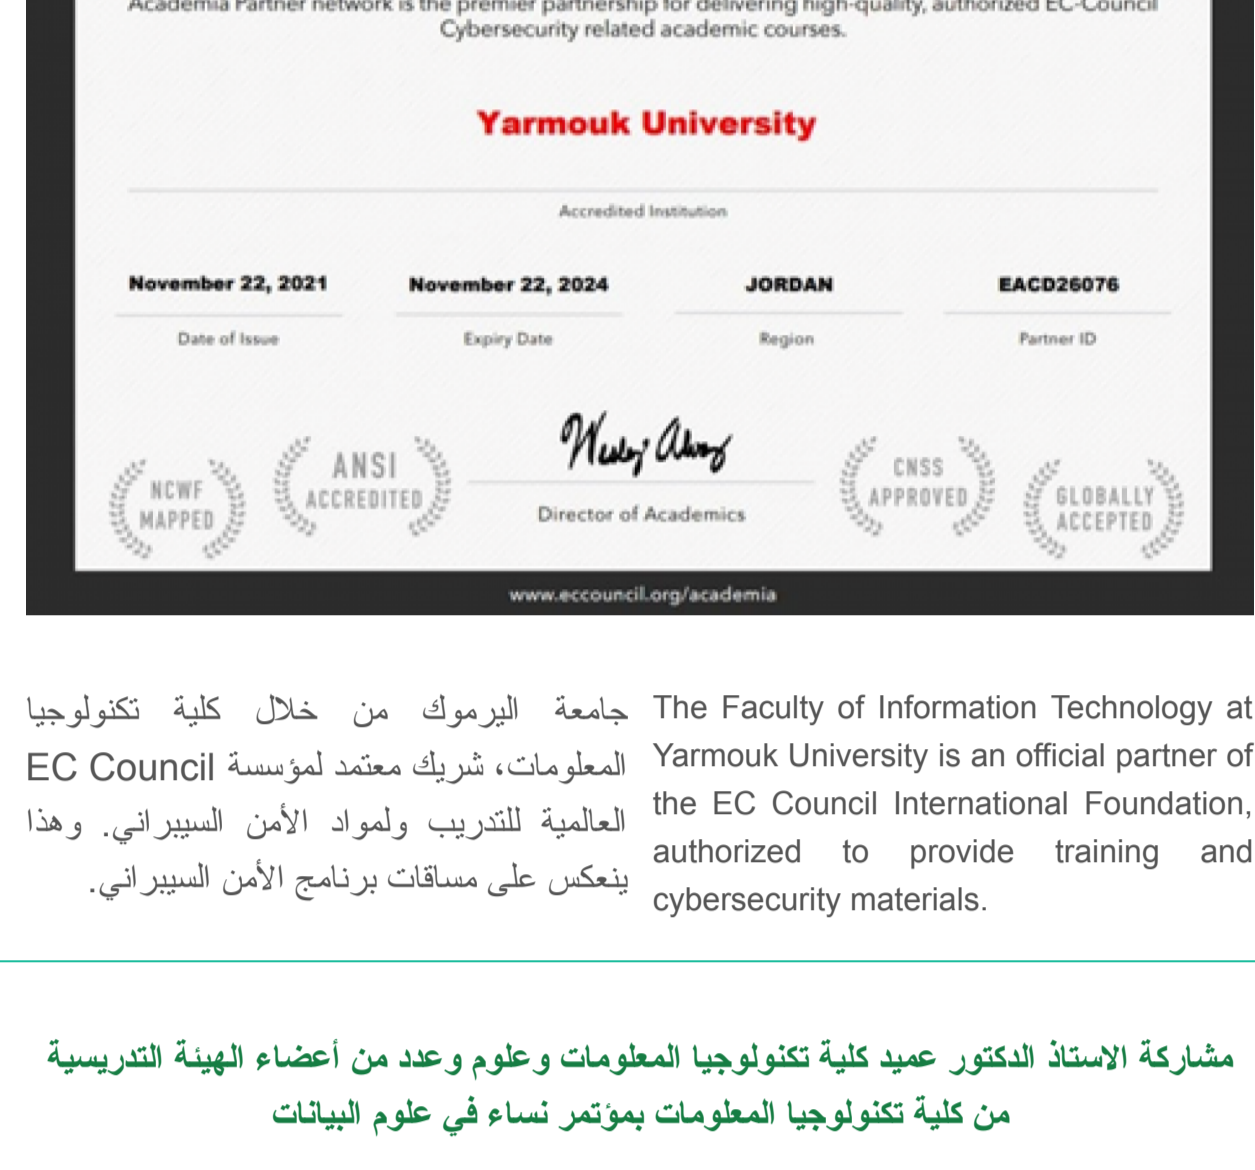 Academia Partner network is the premier partnership for delivering high-quality, authorized EC-Council
Cybersecurity related academic courses.
Yarmouk University
Accredited Institution
November 22, 2021
November 22, 2024
JORDAN
EACD26076
Date of Issue
Expiry Date
Region
Partner ID
NCWF
MAPPED
ANSI
ACCREDITED
Director of Academics
CNSS
APPROVED
GLOBALLY
ACCEPTED
www.eccouncil.org/academia
جامعة اليرموك من خلال كلية تكنولوجيا
المعلومات، شريك معتمد لمؤسسة EC Council
العالمية للتدريب ولمواد الأمن السيبراني. وهذا
ينعكس على مساقات برنامج الأمن السيبراني.
The Faculty of Information Technology at
Yarmouk University is an official partner of
the EC Council International Foundation,
authorized to provide training and
cybersecurity materials.
مشاركة الاستاذ الدكتور عميد كلية تكنولوجيا المعلومات وعلوم وعدد من أعضاء الهيئة التدريسية
من كلية تكنولوجيا المعلومات بمؤتمر نساء في علوم البيانات